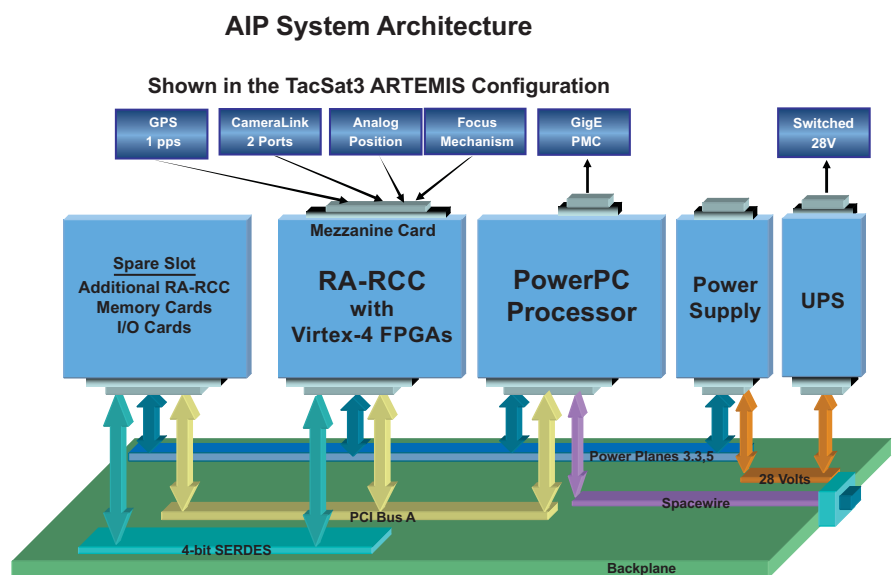 AIP System Architecture
Shown in the TacSat3 ARTEMIS Configuration
GPS
1 pps
CameraLink
2 Ports
Analog
Position
Focus
Mechanism
GigE
PMC
Switched
28V
Mezzanine Card
Spare Slot
Additional RA-RCC
Memory Cards
I/O Cards
RA-RCC
with
Virtex-4 FPGAs
PowerPC
Processor
Power
Supply
UPS
Power Planes 3.3,5
28 Volts
Spacewire
PCI Bus A
4-bit SERDES
Backplane